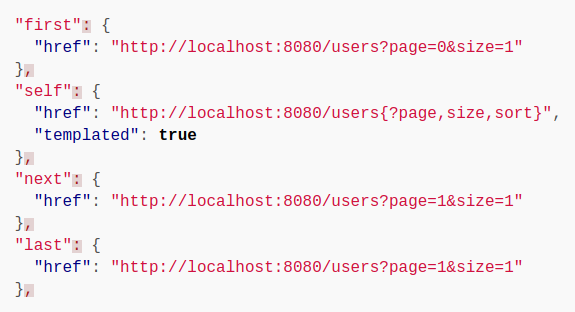 "first": {
  "href": "http://localhost:8080/users?page=0&size=1"
},
"self": {
  "href": "http://localhost:8080/users{?page,size,sort}",
  "templated": true
},
"next": {
  "href": "http://localhost:8080/users?page=1&size=1"
},
"last": {
  "href": "http://localhost:8080/users?page=1&size=1"
},